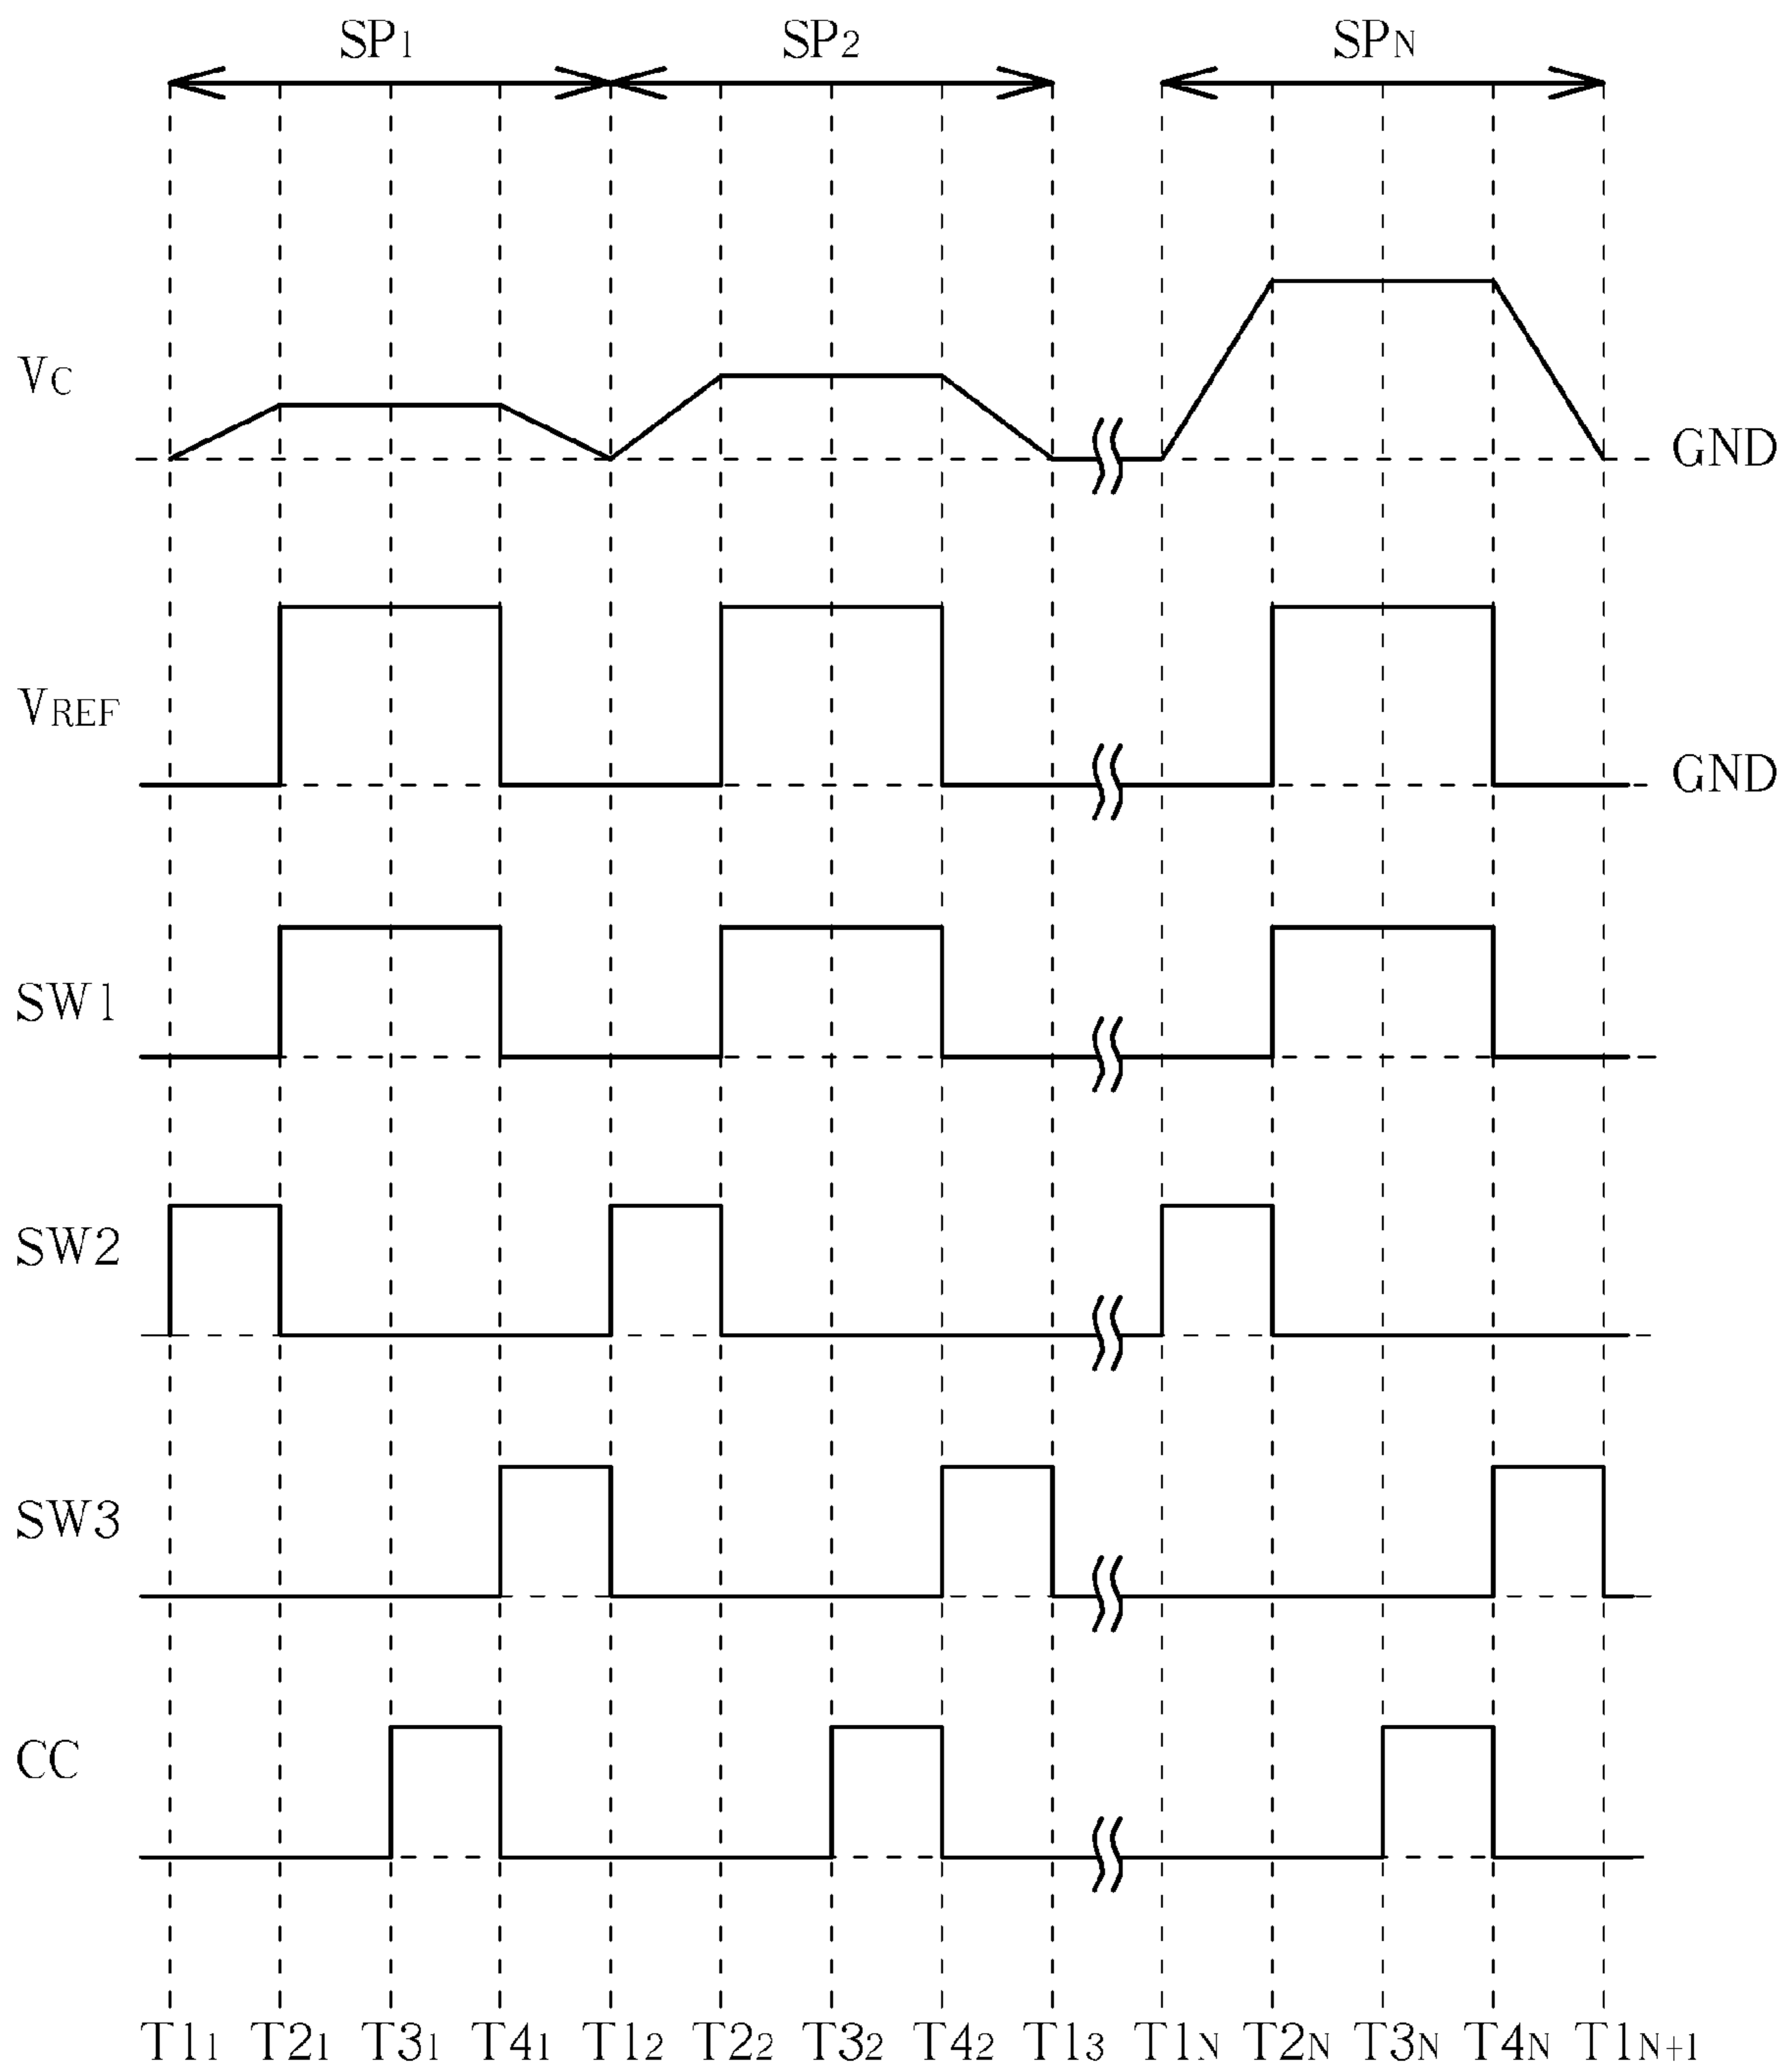 SP1 SP2 SPN
VC GND
VREF GND
SW1
SW2
SW3
CC
T11 T21 T31 T41 T12 T22 T32 T42 T13 T1N T2N T3N T4N T1N+1